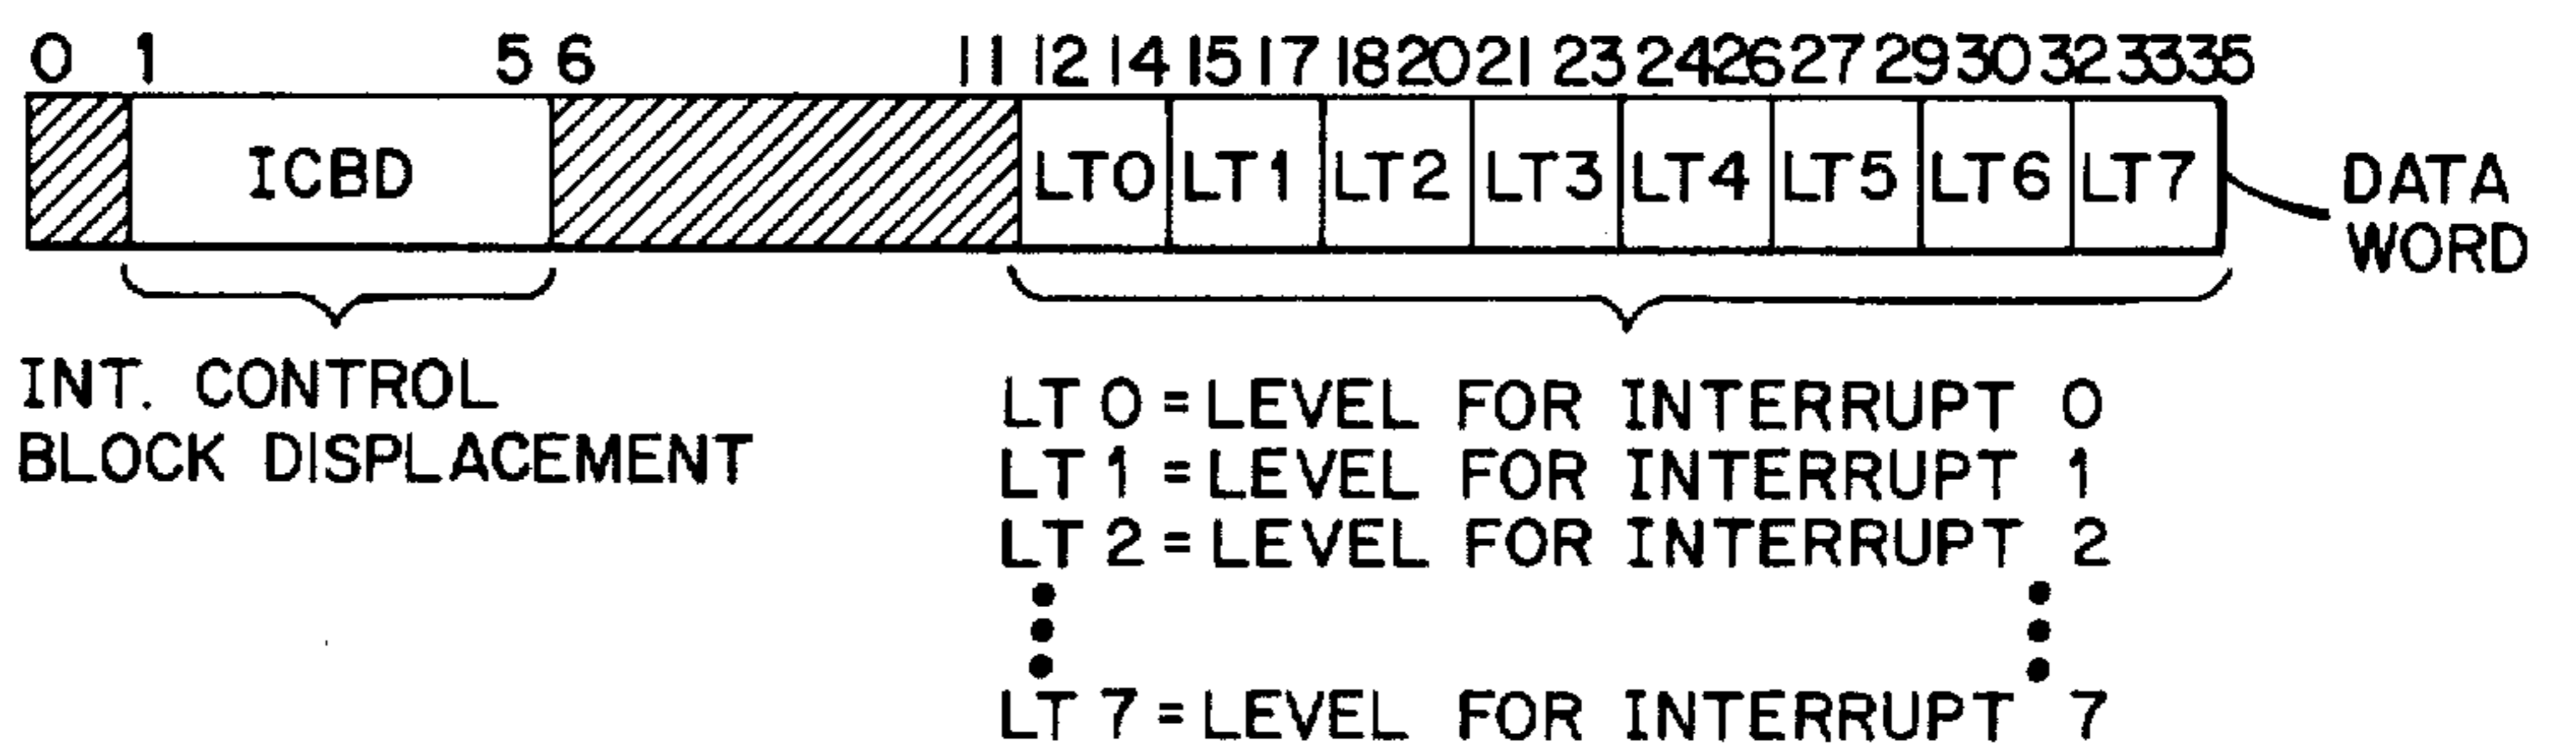 0 1 5 6 11 12 14 15 17 18 20 21 23 24 26 27 29 30 32 33 35
ICBD LT0 LT1 LT2 LT3 LT4 LT5 LT6 LT7
DATA
WORD
INT. CONTROL
BLOCK DISPLACEMENT
LT 0 = LEVEL FOR INTERRUPT 0
LT 1 = LEVEL FOR INTERRUPT 1
LT 2 = LEVEL FOR INTERRUPT 2
LT 7 = LEVEL FOR INTERRUPT 7